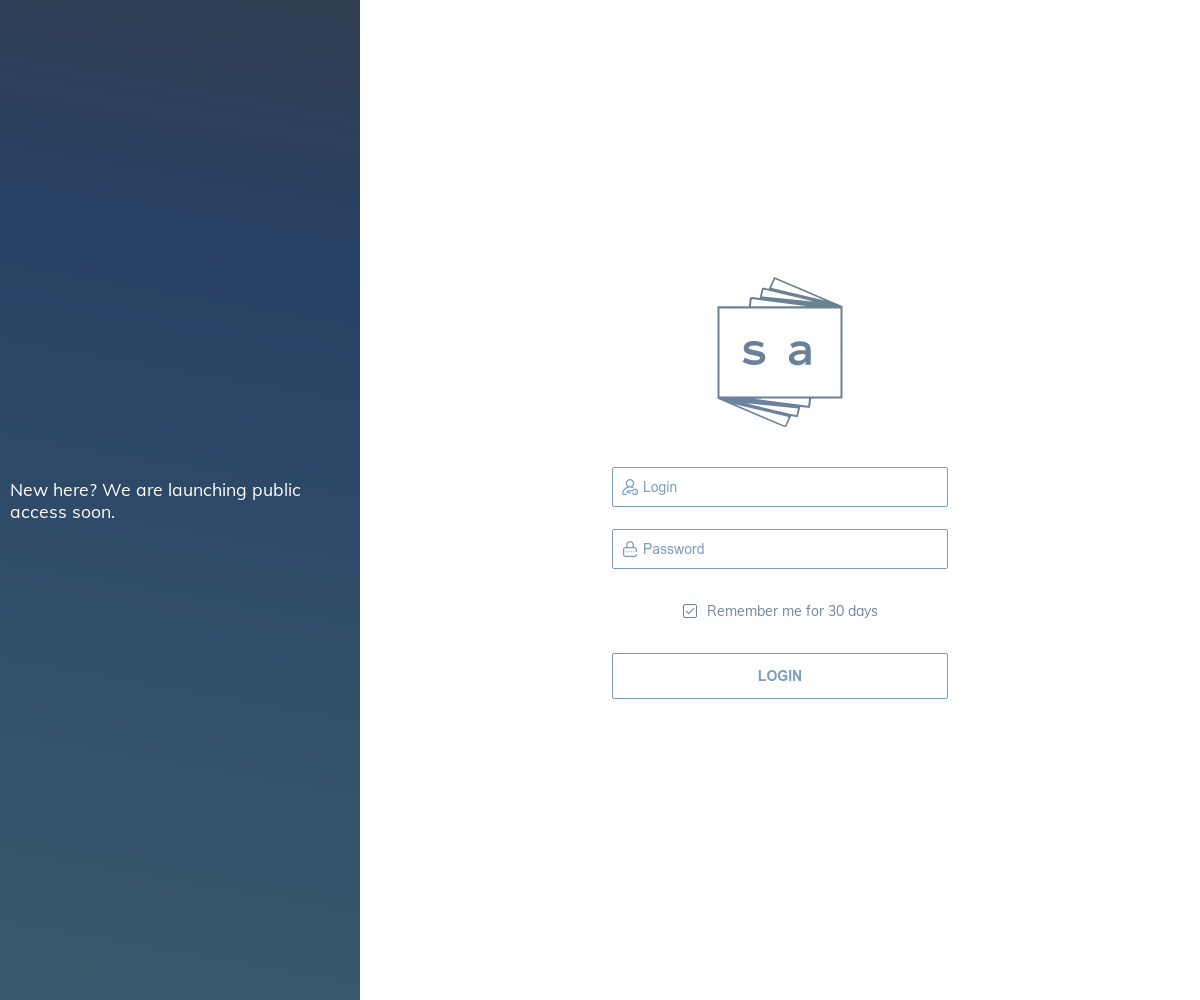 New here? We are launching public
access soon.
s a
Login
Password
Remember me for 30 days
LOGIN